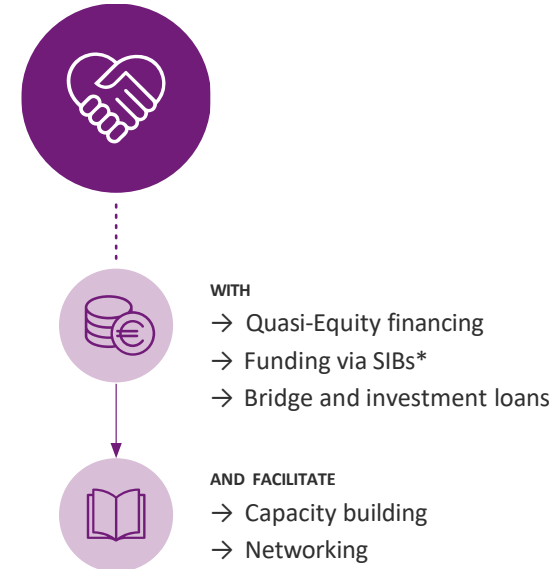 WITH
→ Quasi-Equity financing
→ Funding via SIBs*
→ Bridge and investment loans
AND FACILITATE
→ Capacity building
→ Networking